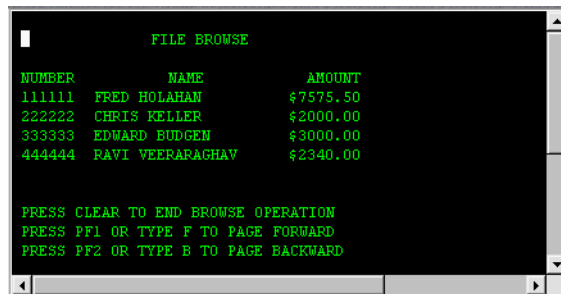 FILE BROWSE
NUMBER NAME AMOUNT
111111 FRED HOLAHAN $7575.50
222222 CHRIS KELLER $2000.00
333333 EDWARD BUDGEN $3000.00
444444 RAVI VEERARAGHAV $2340.00
PRESS CLEAR TO END BROWSE OPERATION
PRESS PF1 OR TYPE F TO PAGE FORWARD
PRESS PF2 OR TYPE B TO PAGE BACKWARD